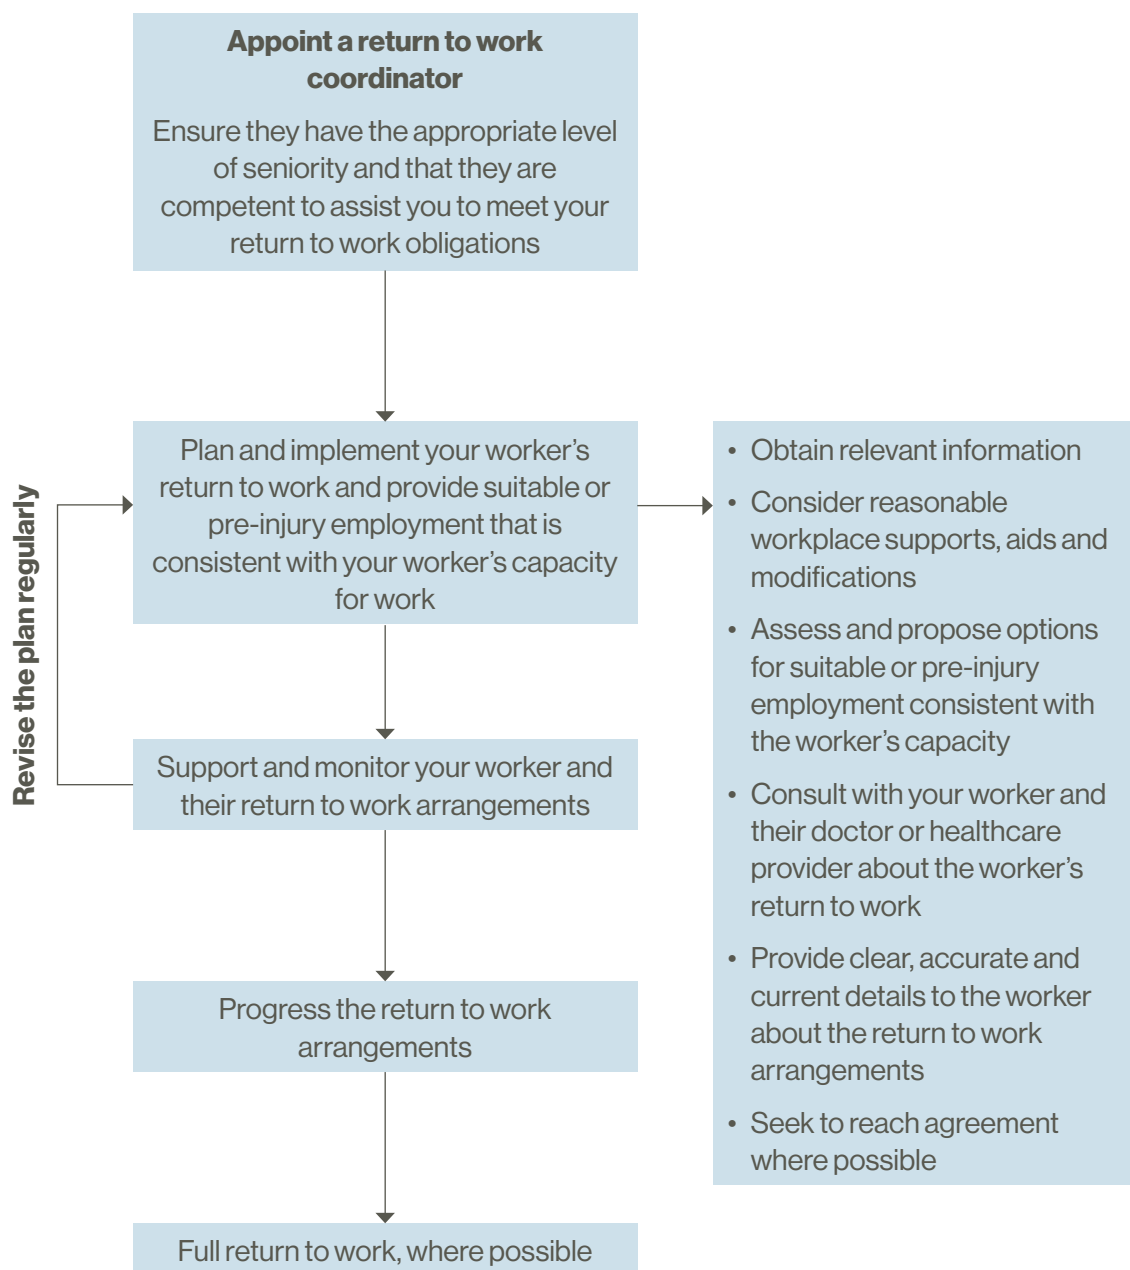 Appoint a return to work
coordinator
Ensure they have the appropriate level
of seniority and that they are
competent to assist you to meet your
return to work obligations
Revise the plan regularly
Plan and implement your worker’s
return to work and provide suitable or
pre-injury employment that is
consistent with your worker’s capacity
for work
• Obtain relevant information
• Consider reasonable
workplace supports, aids and
modifications
• Assess and propose options
for suitable or pre-injury
employment consistent with
the worker’s capacity
• Consult with your worker and
their doctor or healthcare
provider about the worker’s
return to work
• Provide clear, accurate and
current details to the worker
about the return to work
arrangements
• Seek to reach agreement
where possible
Support and monitor your worker and
their return to work arrangements
Progress the return to work
arrangements
Full return to work, where possible